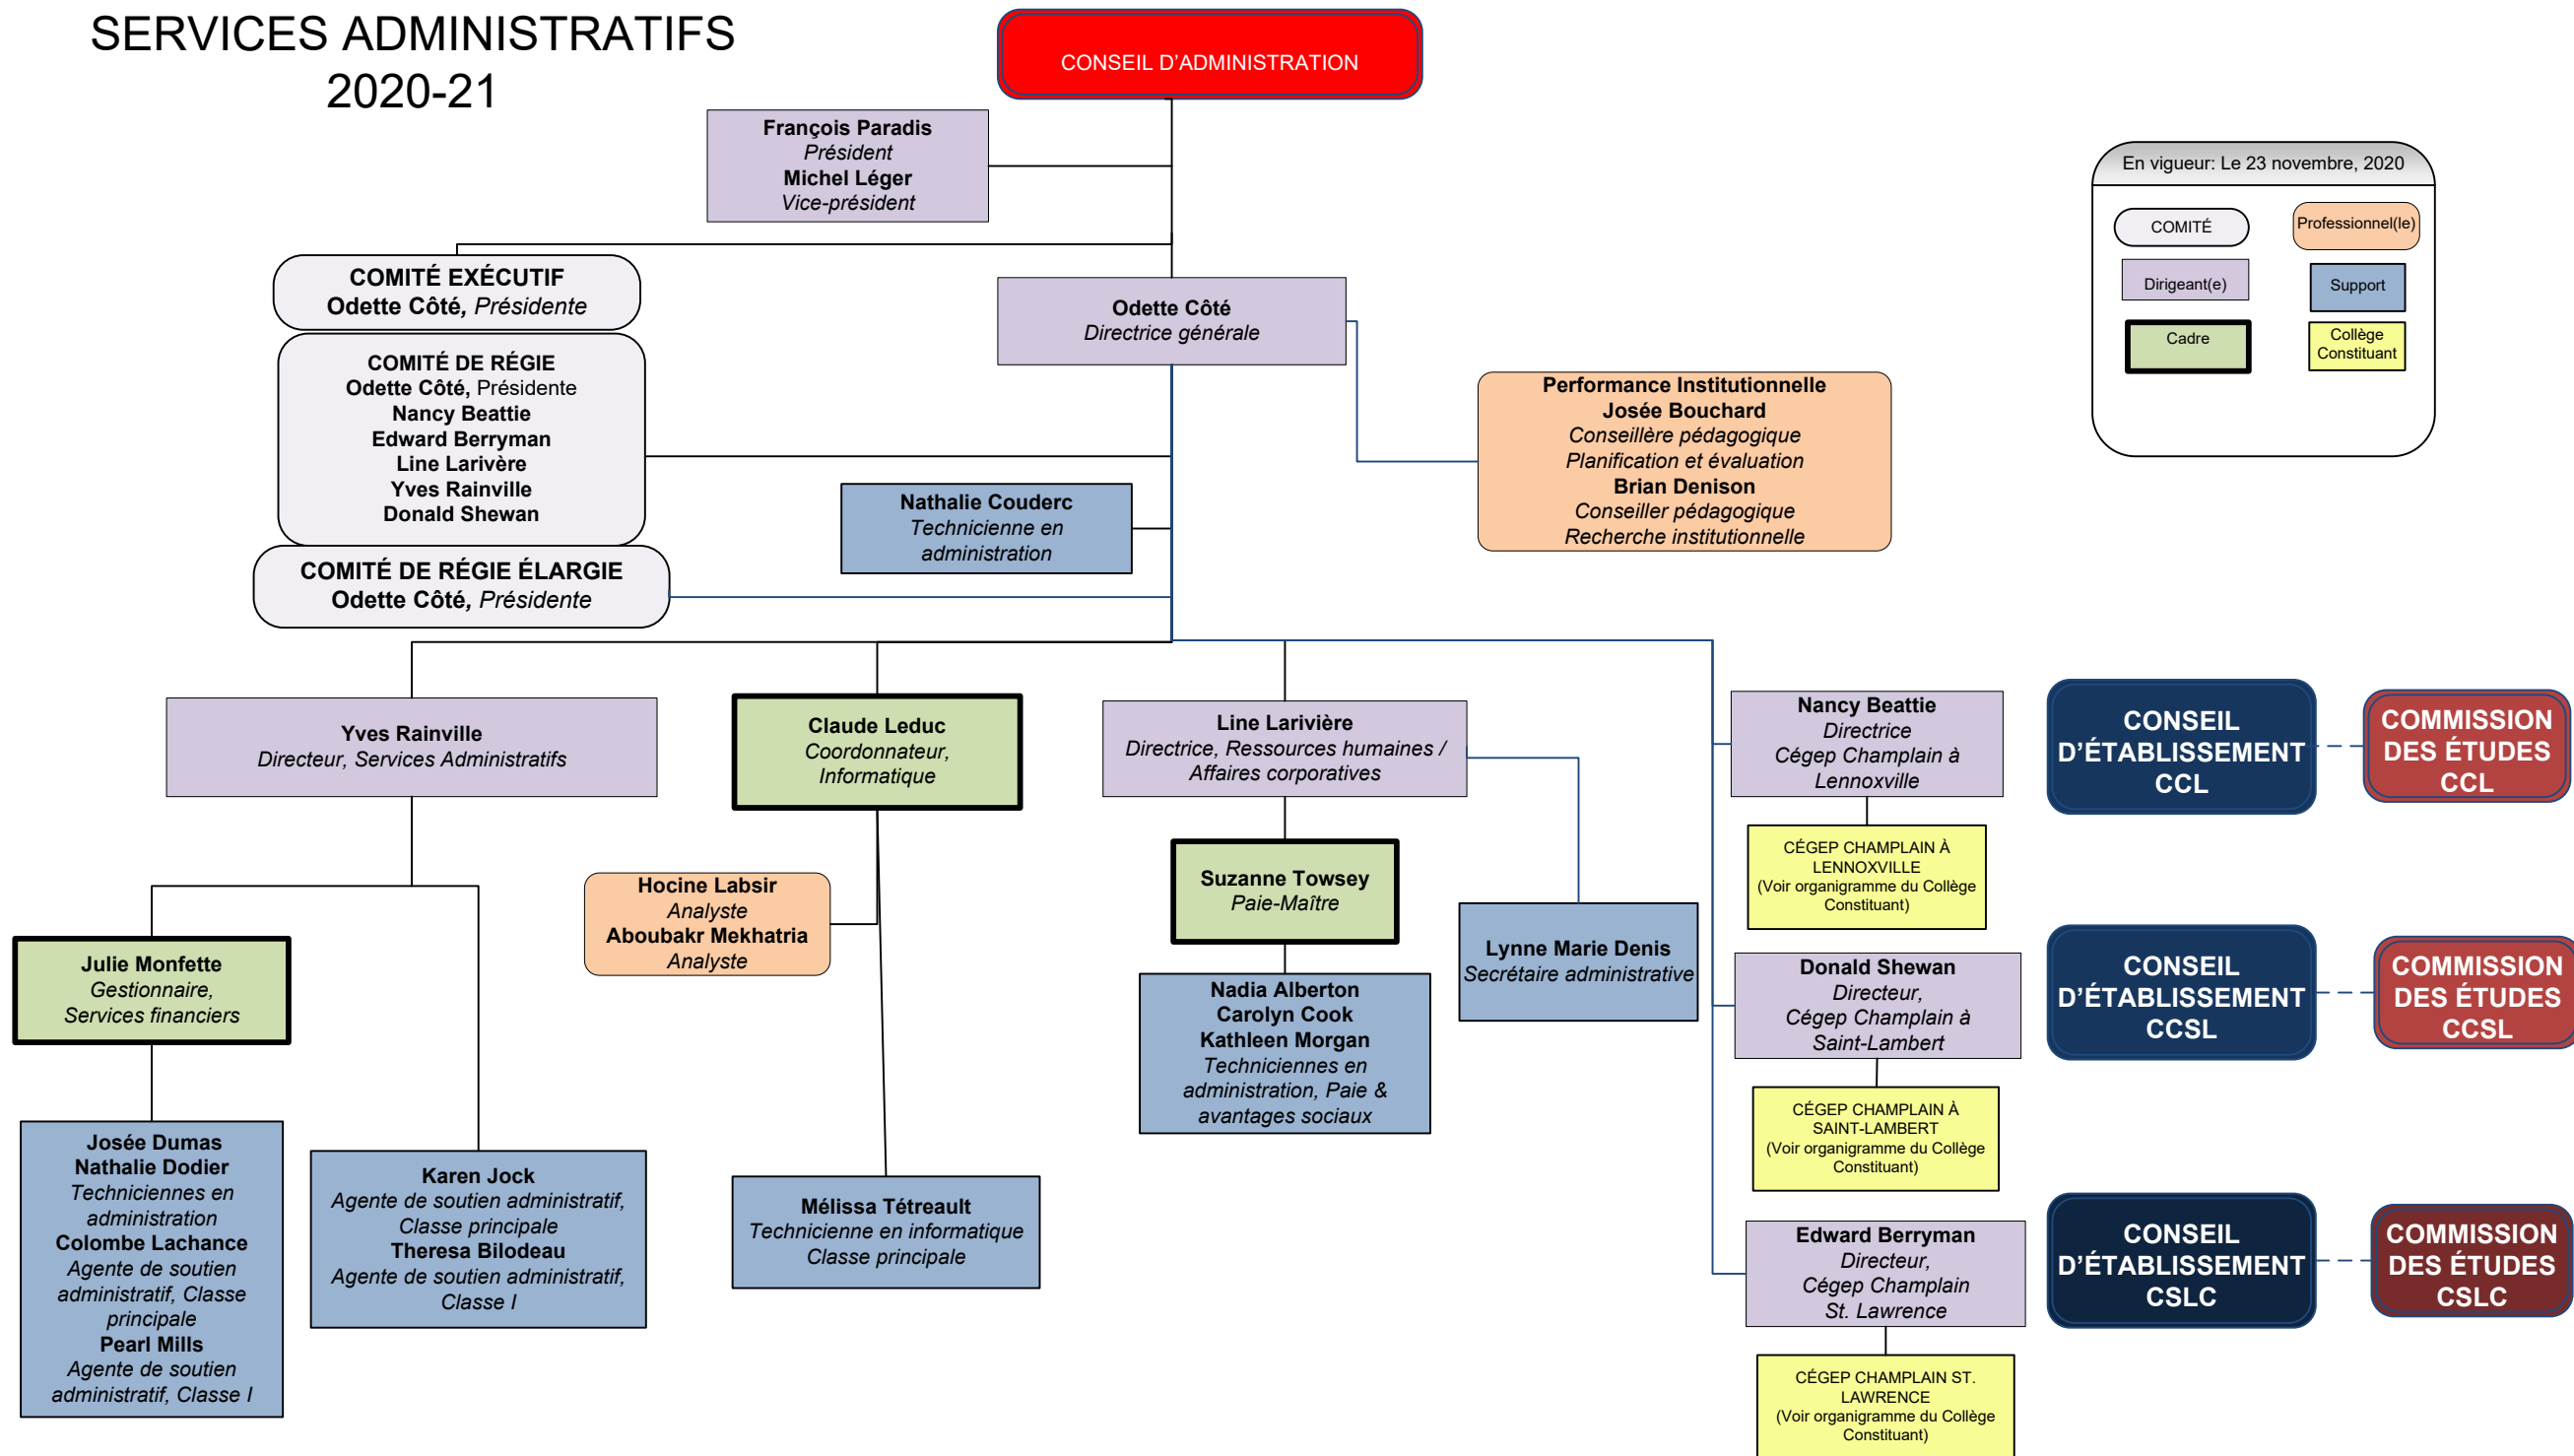 SERVICES ADMINISTRATIFS
2020-21
CONSEIL D'ADMINISTRATION
François Paradis
Président
Michel Léger
Vice-président
En vigueur: Le 23 novembre, 2020
COMITÉ
Professionnel(le)
Dirigeant(e)
Support
Cadre
Collège
Constituant
COMITÉ EXÉCUTIF
Odette Côté, Présidente
COMITÉ DE RÉGIE
Odette Côté, Présidente
Nancy Beattie
Edward Berryman
Line Larivère
Yves Rainville
Donald Shewan
COMITÉ DE RÉGIE ÉLARGIE
Odette Côté, Présidente
Odette Côté
Directrice générale
Nathalie Couderc
Technicienne en
administration
Performance Institutionnelle
Josée Bouchard
Conseillère pédagogique
Planification et évaluation
Brian Denison
Conseiller pédagogique
Recherche institutionnelle
Yves Rainville
Directeur, Services Administratifs
Claude Leduc
Coordonnateur,
Informatique
Line Larivière
Directrice, Ressources humaines /
Affaires corporatives
Nancy Beattie
Directrice
Cégep Champlain à
Lennoxville
CONSEIL
D'ÉTABLISSEMENT
CCL
COMMISSION
DES ÉTUDES
CCL
CÉGEP CHAMPLAIN À
LENNOXVILLE
(Voir organigramme du Collège
Constituant)
Hocine Labsir
Analyste
Aboubakr Mekhatria
Analyste
Suzanne Towsey
Paie-Maître
Lynne Marie Denis
Secrétaire administrative
Julie Monfette
Gestionnaire,
Services financiers
Nadia Alberton
Carolyn Cook
Kathleen Morgan
Techniciennes en
administration, Paie &
avantages sociaux
Donald Shewan
Directeur,
Cégep Champlain à
Saint-Lambert
CONSEIL
D'ÉTABLISSEMENT
CCSL
COMMISSION
DES ÉTUDES
CCSL
CÉGEP CHAMPLAIN À
SAINT-LAMBERT
(Voir organigramme du Collège
Constituant)
Josée Dumas
Nathalie Dodier
Techniciennes en
administration
Colombe Lachance
Agente de soutien
administratif, Classe
principale
Pearl Mills
Agente de soutien
administratif, Classe I
Karen Jock
Agente de soutien administratif,
Classe principale
Theresa Bilodeau
Agente de soutien administratif,
Classe I
Mélissa Tétreault
Technicienne en informatique
Classe principale
Edward Berryman
Directeur,
Cégep Champlain
St. Lawrence
CONSEIL
D'ÉTABLISSEMENT
CSLC
COMMISSION
DES ÉTUDES
CSLC
CÉGEP CHAMPLAIN ST.
LAWRENCE
(Voir organigramme du Collège
Constituant)